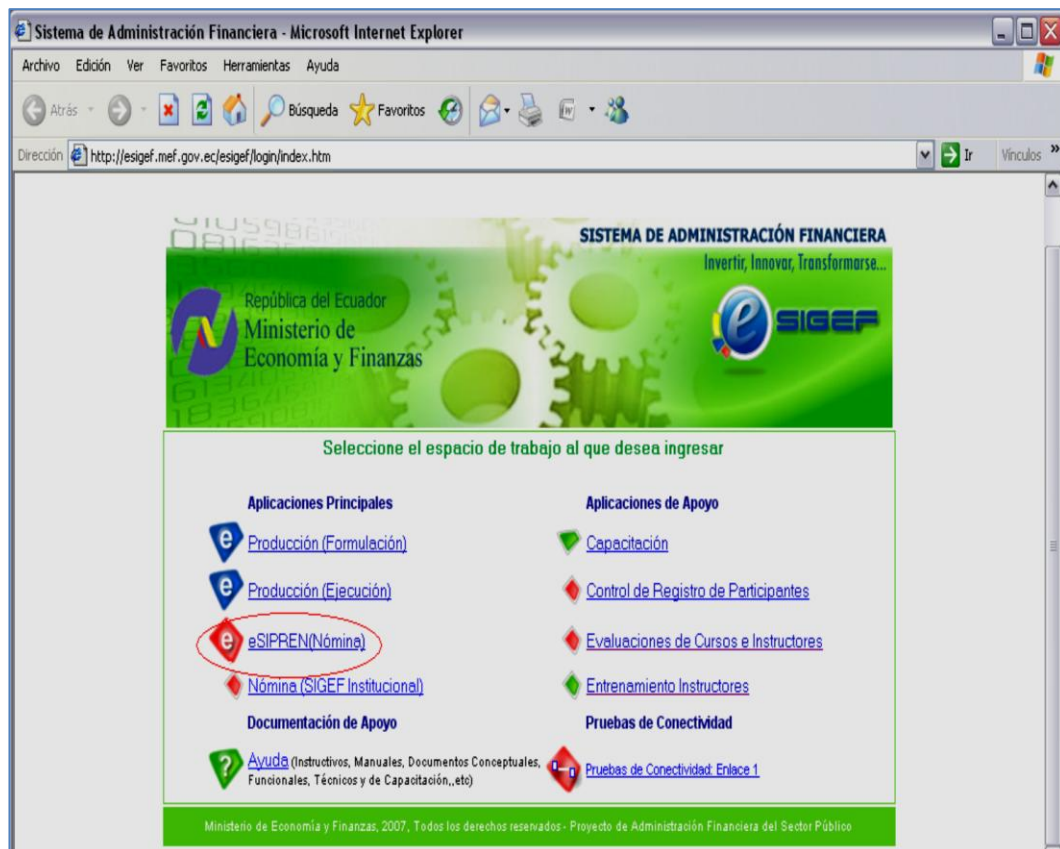 Sistema de Administración Financiera - Microsoft Internet Explorer
Archivo Edición Ver Favoritos Herramientas Ayuda
Atrás Búsqueda Favoritos
Dirección http://esigef.mef.gov.ec/esigef/login/index.htm Ir Vínculos »
SISTEMA DE ADMINISTRACIÓN FINANCIERA
Invertir, Innovar, Transformarse...
República del Ecuador
Ministerio de
Economía y Finanzas
e SIGEF
Seleccione el espacio de trabajo al que desea ingresar
Aplicaciones Principales
Producción (Formulación)
Producción (Ejecución)
eSIPREN(Nómina)
Nómina (SIGEF Institucional)
Documentación de Apoyo
Ayuda (Instructivos, Manuales, Documentos Conceptuales,
Funcionales, Técnicos y de Capacitación,,etc)
Aplicaciones de Apoyo
Capacitación
Control de Registro de Participantes
Evaluaciones de Cursos e Instructores
Entrenamiento Instructores
Pruebas de Conectividad
Pruebas de Conectividad: Enlace 1
Ministerio de Economía y Finanzas, 2007, Todos los derechos reservados - Proyecto de Administración Financiera del Sector Público